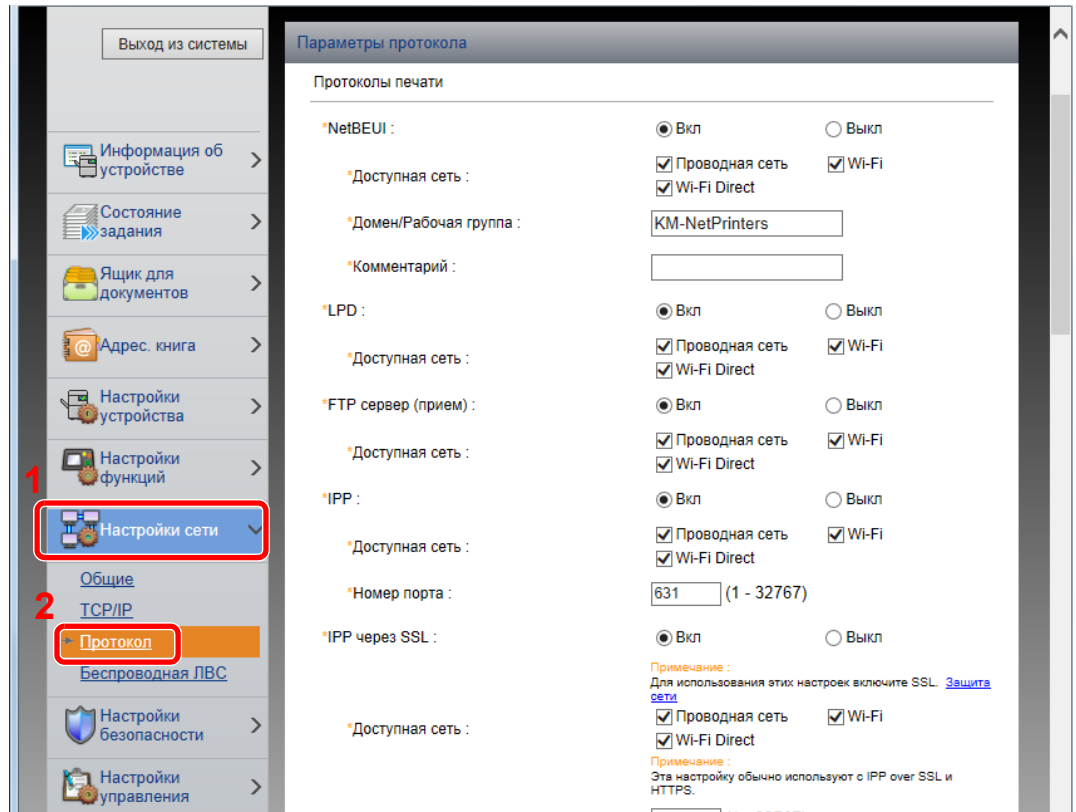 Выход из системы
Информация об
устройстве
Состояние
задания
Ящик для
документов
Адрес. книга
Настройки
устройства
Настройки
функций
1
Настройки сети
Общие
2
TCP/IP
Протокол
Беспроводная ЛВС
Настройки
безопасности
Настройки
управления
Параметры протокола
Протоколы печати
*NetBEUI : Вкл Выкл
*Доступная сеть : Проводная сеть Wi-Fi
Wi-Fi Direct
*Домен/Рабочая группа : KM-NetPrinters
*Комментарий :
*LPD : Вкл Выкл
*Доступная сеть : Проводная сеть Wi-Fi
Wi-Fi Direct
*FTP сервер (прием) : Вкл Выкл
*Доступная сеть : Проводная сеть Wi-Fi
Wi-Fi Direct
*IPP : Вкл Выкл
*Доступная сеть : Проводная сеть Wi-Fi
Wi-Fi Direct
*Номер порта : 631 (1 - 32767)
*IPP через SSL : Вкл Выкл
Примечание :
Для использования этих настроек включите SSL. Защита
сети
*Доступная сеть : Проводная сеть Wi-Fi
Wi-Fi Direct
Примечание :
Эта настройку обычно используют с IPP over SSL и
HTTPS.